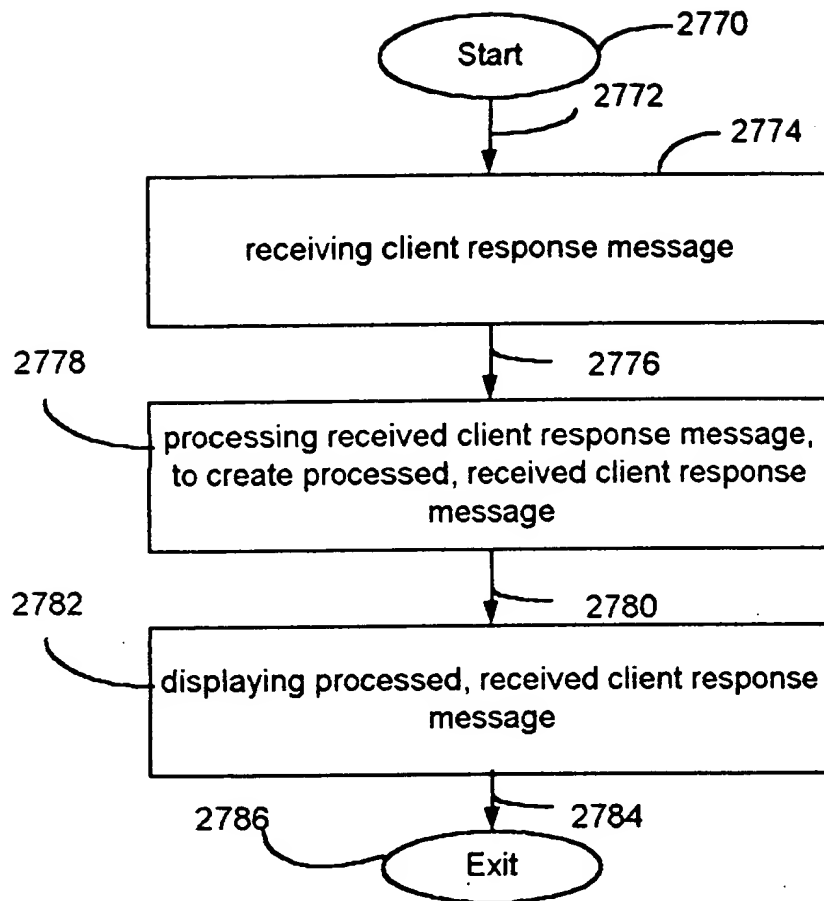 2770
Start
2772
2774
receiving client response message
2776
2778
processing received client response message,
to create processed, received client response
message
2780
2782
displaying processed, received client response
message
2784
2786
Exit